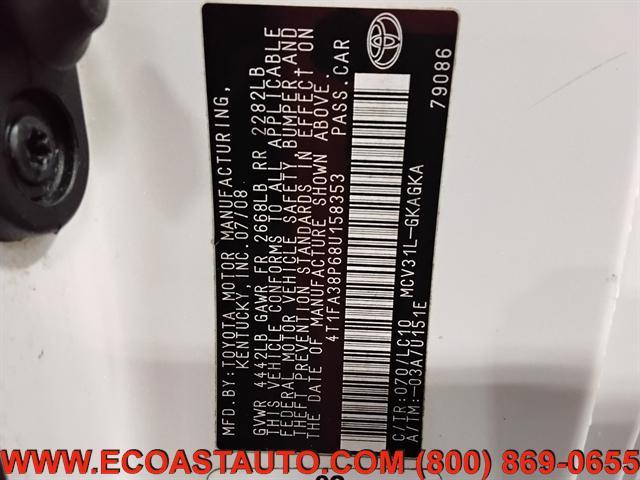 MFD. BY: TOYOTA MOTOR MANUFACTURING,
KENTUCKY, INC. 07/08
GVWR 4442LB GAWR FR 2668LB RR 2282LB
THIS VEHICLE CONFORMS TO ALL APPLICABLE
FEDERAL MOTOR VEHICLE SAFETY, BUMPER AND
THEFT PREVENTION STANDARDS IN EFFECT ON
THE DATE OF MANUFACTURE SHOWN ABOVE.
4T1FA38P68U158353 PASS. CAR
C/TR: 070/LC10 MCV31L-GKAGKA
A/TM:-03A/U151E
79086
WWW.ECOASTAUTO.COM (800) 869-0655